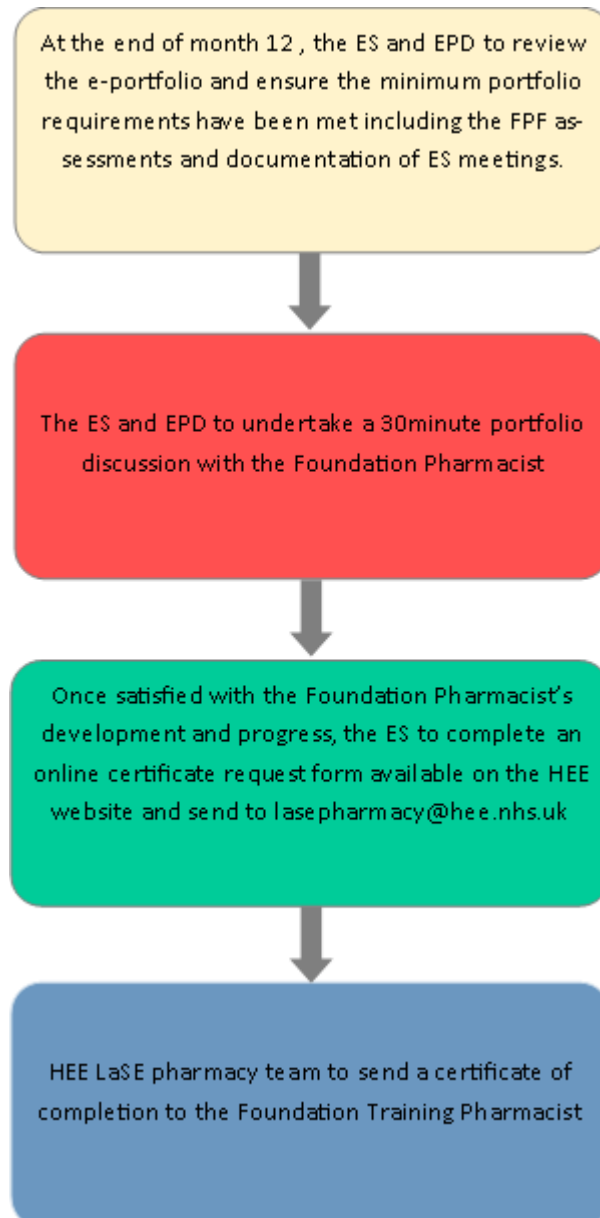 At the end of month 12 , the ES and EPD to review
the e-portfolio and ensure the minimum portfolio
requirements have been met including the FPF as-
sessments and documentation of ES meetings.
The ES and EPD to undertake a 30minute portfolio
discussion with the Foundation Pharmacist
Once satisfied with the Foundation Pharmacist's
development and progress, the ES to complete an
online certificate request form available on the HEE
website and send to lasepharmacy@hee.nhs.uk
HEE LaSE pharmacy team to send a certificate of
completion to the Foundation Training Pharmacist